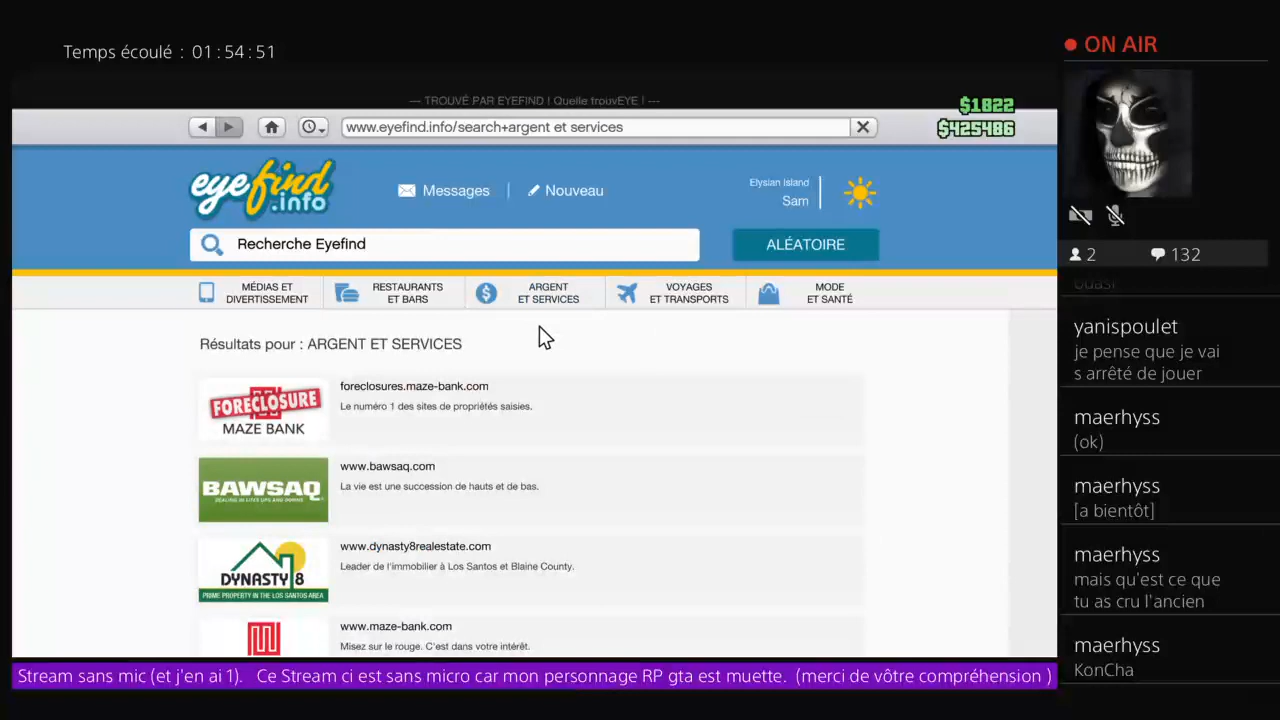 Temps écoulé : 01:54:51
ON AIR
--- TROUVÉ PAR EYEFIND ! Quelle trouvEYE ! ---
$1822
$425486
www.eyefind.info/search+argent et services
eyefind.info
Messages
Nouveau
Elysian Island
Sam
Recherche Eyefind
ALÉATOIRE
MÉDIAS ET
DIVERTISSEMENT
RESTAURANTS
ET BARS
ARGENT
ET SERVICES
VOYAGES
ET TRANSPORTS
MODE
ET SANTÉ
Résultats pour : ARGENT ET SERVICES
FORECLOSURE
MAZE BANK
foreclosures.maze-bank.com
Le numéro 1 des sites de propriétés saisies.
BAWSAQ
www.bawsaq.com
La vie est une succession de hauts et de bas.
DYNASTY 8
PRIME PROPERTY IN THE LOS SANTOS AREA
www.dynasty8realestate.com
Leader de l'immobilier à Los Santos et Blaine County.
www.maze-bank.com
Misez sur le rouge. C'est dans votre intérêt.
2
132
yanispoulet
je pense que je vai
s arrêté de jouer
maerhyss
(ok)
maerhyss
[a bientôt]
maerhyss
mais qu'est ce que
tu as cru l'ancien
maerhyss
KonCha
Stream sans mic (et j'en ai 1). Ce Stream ci est sans micro car mon personnage RP gta est muette. (merci de vôtre compréhension )